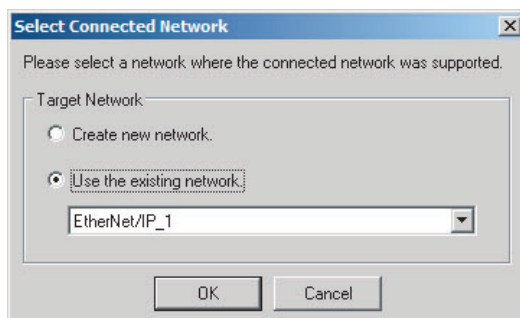 Select Connected Network
Please select a network where the connected network was supported.
Target Network
Create new network.
Use the existing network.
EtherNet/IP_1
OK
Cancel